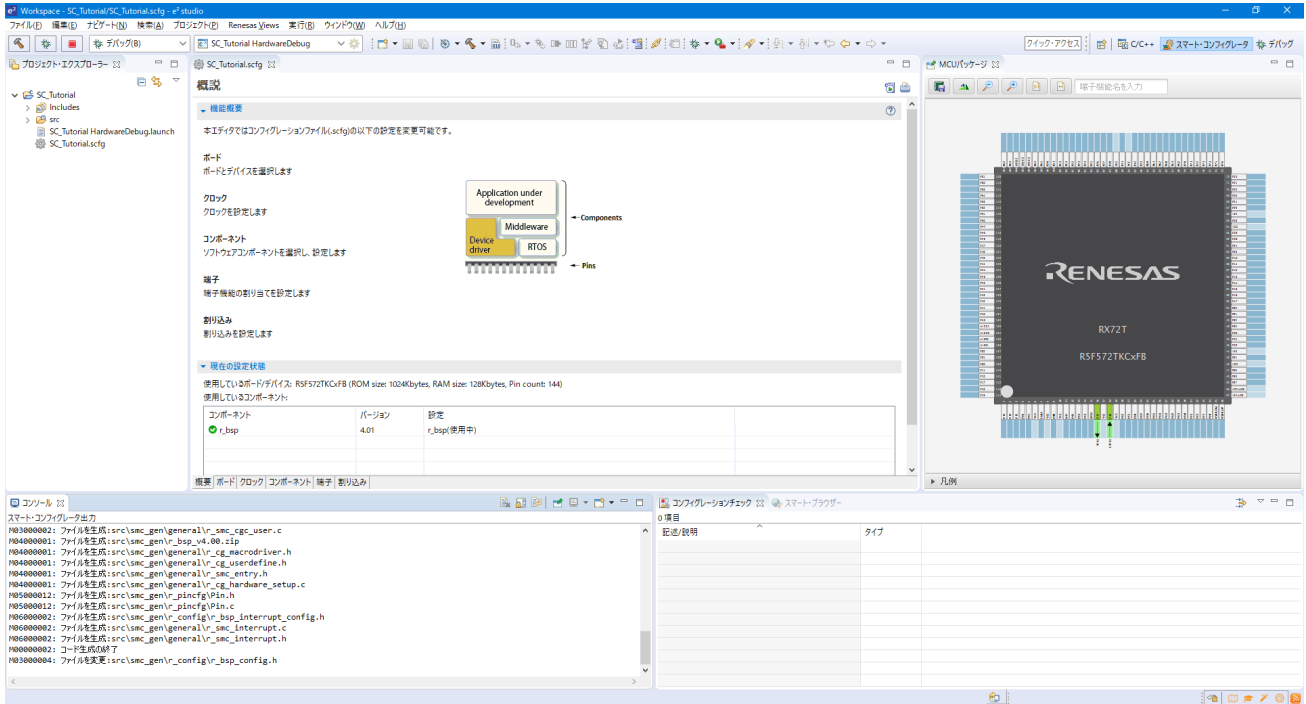 Workspace - SC_Tutorial/SC_Tutorial.scfg - e² studio
ファイル(F) 編集(E) ナビゲート(N) 検索(A) プロジェクト(P) Renesas Views 実行(R) ウインドウ(W) ヘルプ(H)
デバッグ(B)
SC_Tutorial HardwareDebug
クイック・アクセス
C/C++
スマート・コンフィグレータ
デバッグ
プロジェクト・エクスプローラー
SC_Tutorial
Includes
src
SC_Tutorial HardwareDebug.launch
SC_Tutorial.scfg
SC_Tutorial.scfg
概説
機能概要
本エディタではコンフィグレーションファイル(.scfg)の以下の設定を変更可能です。
ボード
ボードとデバイスを選択します
クロック
クロックを設定します
コンポーネント
ソフトウェアコンポーネントを選択し、設定します
端子
端子機能の割り当てを設定します
割り込み
割り込みを設定します
Application under
development
Middleware
Device
driver
RTOS
Components
Pins
現在の設定状態
使用しているボード/デバイス: R5F572TKCxFB (ROM size: 1024Kbytes, RAM size: 128Kbytes, Pin count: 144)
使用しているコンポーネント:
コンポーネント バージョン 設定
r_bsp 4.01 r_bsp(使用中)
概要 ボード クロック コンポーネント 端子 割り込み
MCUパッケージ
端子機能名を入力
RENESAS
RX72T
R5F572TKCxFB
凡例
コンソール
スマート・コンフィグレータ出力
M03000002: ファイルを生成:src\smc_gen\general\r_smc_cgc_user.c
M04000001: ファイルを生成:src\smc_gen\r_bsp_v4.00.zip
M04000001: ファイルを生成:src\smc_gen\general\r_cg_macrodriver.h
M04000001: ファイルを生成:src\smc_gen\general\r_cg_userdefine.h
M04000001: ファイルを生成:src\smc_gen\general\r_smc_entry.h
M04000001: ファイルを生成:src\smc_gen\general\r_cg_hardware_setup.c
M05000012: ファイルを生成:src\smc_gen\r_pincfg\Pin.h
M05000012: ファイルを生成:src\smc_gen\r_pincfg\Pin.c
M06000002: ファイルを生成:src\smc_gen\r_config\r_bsp_interrupt_config.h
M06000002: ファイルを生成:src\smc_gen\general\r_smc_interrupt.c
M06000002: ファイルを生成:src\smc_gen\general\r_smc_interrupt.h
M00000002: コード生成の終了
M03000004: ファイルを変更:src\smc_gen\r_config\r_bsp_config.h
コンフィグレーションチェック
スマート・ブラウザー
0 項目
記述/説明 タイプ